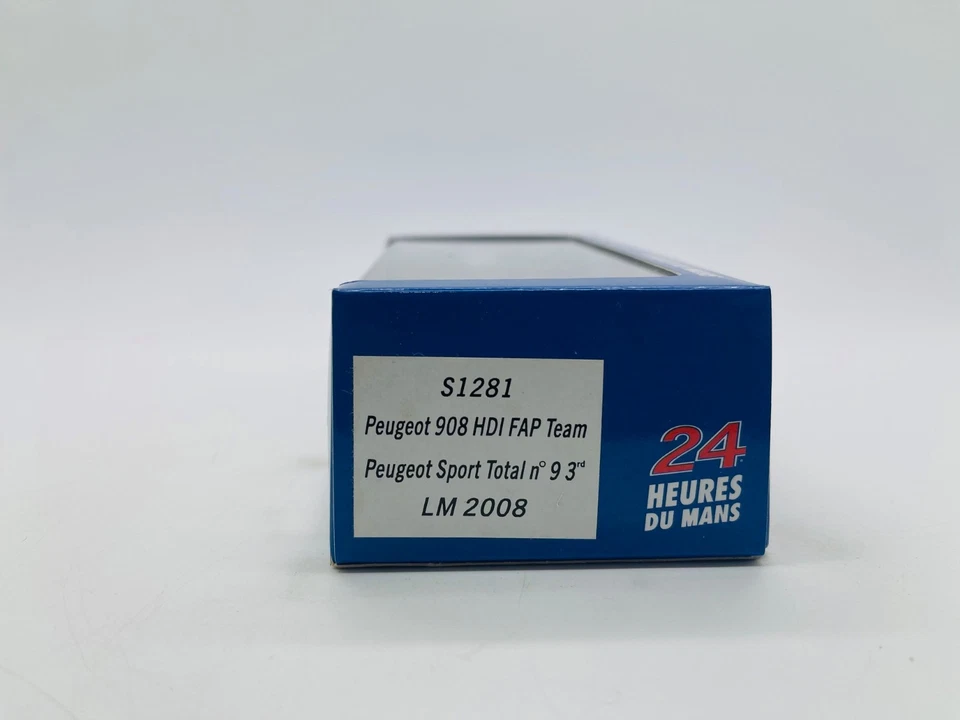 S1281
Peugeot 908 HDI FAP Team
Peugeot Sport Total n° 9 3rd
LM 2008
24
HEURES
DU MANS